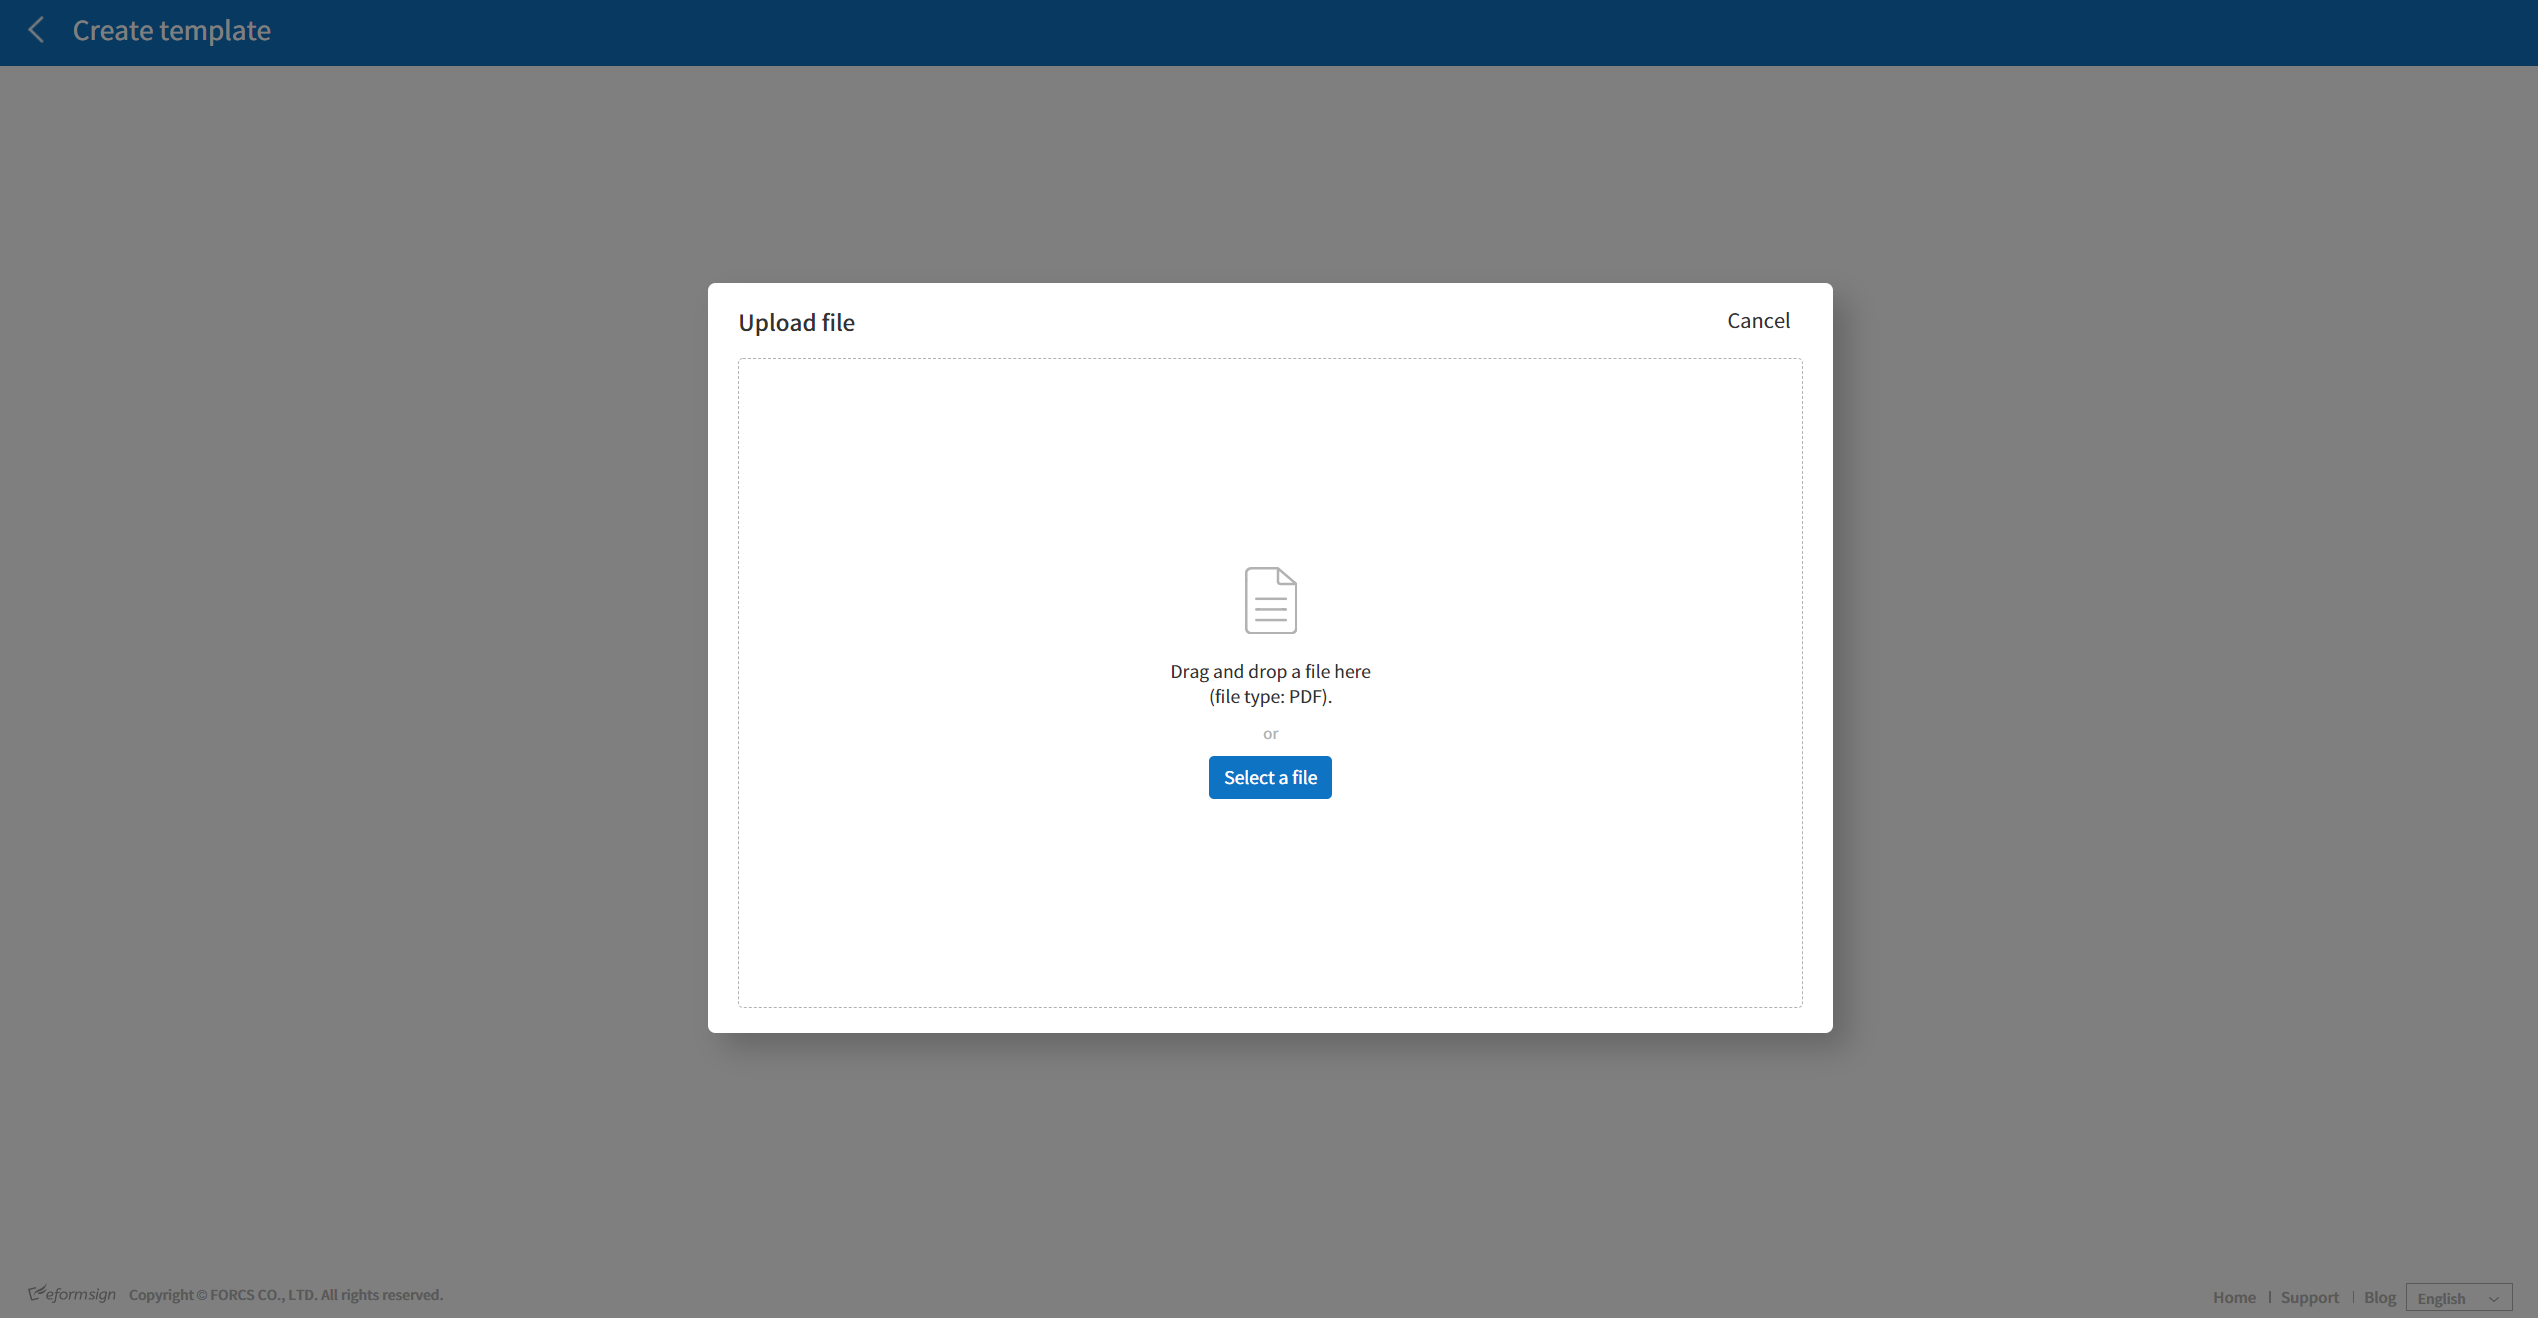 Create template
Upload file
Cancel
Drag and drop a file here
(file type: PDF).
or
Select a file
eformsign Copyright © FORCS CO., LTD. All rights reserved.
Home | Support | Blog English